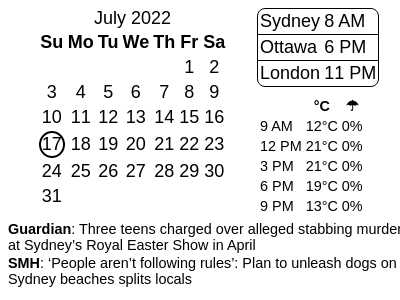 July 2022
Su Mo Tu We Th Fr Sa
1 2
3 4 5 6 7 8 9
10 11 12 13 14 15 16
17 18 19 20 21 22 23
24 25 26 27 28 29 30
31
Sydney 8 AM
Ottawa 6 PM
London 11 PM
°C ☂
9 AM 12°C 0%
12 PM 21°C 0%
3 PM 21°C 0%
6 PM 19°C 0%
9 PM 13°C 0%
Guardian: Three teens charged over alleged stabbing murder
at Sydney's Royal Easter Show in April
SMH: ‘People aren’t following rules’: Plan to unleash dogs on
Sydney beaches splits locals